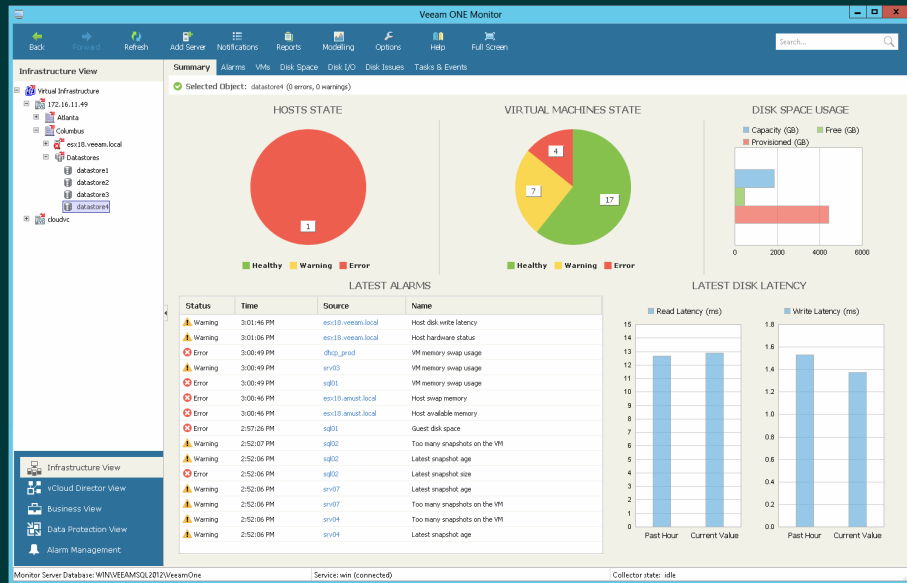 Veeam ONE Monitor
Back
Forward
Refresh
Add Server
Notifications
Reports
Modelling
Options
Help
Full Screen
Search...
Infrastructure View
Virtual Infrastructure
172.16.11.49
Atlanta
Columbus
esx18.veeam.local
Datastores
datastore1
datastore2
datastore3
datastore4
cloudvc
Infrastructure View
vCloud Director View
Business View
Data Protection View
Alarm Management
Summary Alarms VMs Disk Space Disk I/O Disk Issues Tasks & Events
Selected Object: datastore4 (0 errors, 0 warnings)
HOSTS STATE
1
Healthy Warning Error
VIRTUAL MACHINES STATE
4
7
17
Healthy Warning Error
DISK SPACE USAGE
Capacity (GB) Free (GB)
Provisioned (GB)
0 2000 4000 6000
LATEST ALARMS
Status Time Source Name
Warning 3:01:46 PM esx18.veeam.local Host disk write latency
Warning 3:01:06 PM esx18.veeam.local Host hardware status
Error 3:00:49 PM dhcp_prod VM memory swap usage
Warning 3:00:49 PM srv03 VM memory swap usage
Error 3:00:49 PM sql01 VM memory swap usage
Error 3:00:46 PM esx18.amust.local Host swap memory
Error 3:00:46 PM esx18.amust.local Host available memory
Error 2:57:26 PM sql01 Guest disk space
Warning 2:52:07 PM sql02 Too many snapshots on the VM
Warning 2:52:06 PM sql02 Latest snapshot age
Error 2:52:06 PM sql02 Latest snapshot size
Warning 2:52:06 PM srv07 Latest snapshot age
Warning 2:52:06 PM srv07 Too many snapshots on the VM
Warning 2:52:06 PM srv04 Too many snapshots on the VM
Warning 2:52:06 PM srv04 Latest snapshot age
LATEST DISK LATENCY
Read Latency (ms)
15
14
13
12
11
10
9
8
7
6
5
4
3
2
1
0
Past Hour Current Value
Write Latency (ms)
1.8
1.6
1.4
1.2
1.0
0.8
0.6
0.4
0.2
0.0
Past Hour Current Value
Monitor Server Database: WIN\VEEAMSQL2012\VeeamOne
Service: win (connected)
Collector state: idle